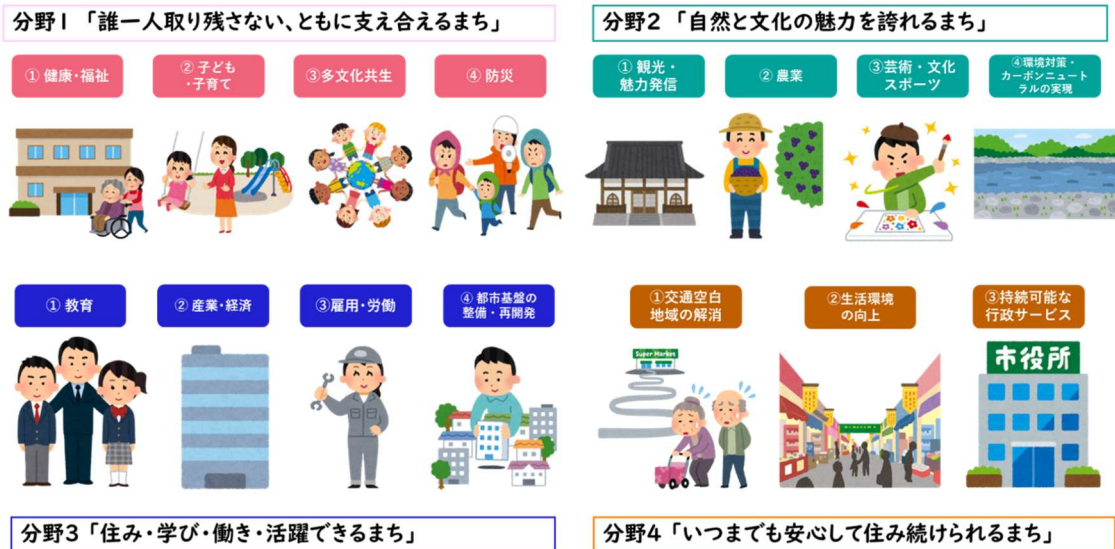 分野1 「誰一人取り残さない、ともに支え合えるまち」
① 健康・福祉
② 子ども
・子育て
③多文化共生
④ 防災
分野2 「自然と文化の魅力を誇れるまち」
① 観光・
魅力発信
② 農業
③芸術・文化
スポーツ
④環境対策・
カーボンニュート
ラルの実現
① 教育
② 産業・経済
③雇用・労働
④ 都市基盤の
整備・再開発
分野3 「住み・学び・働き・活躍できるまち」
①交通空白
地域の解消
②生活環境
の向上
③持続可能な
行政サービス
Super Market
市役所
分野4 「いつまでも安心して住み続けられるまち」